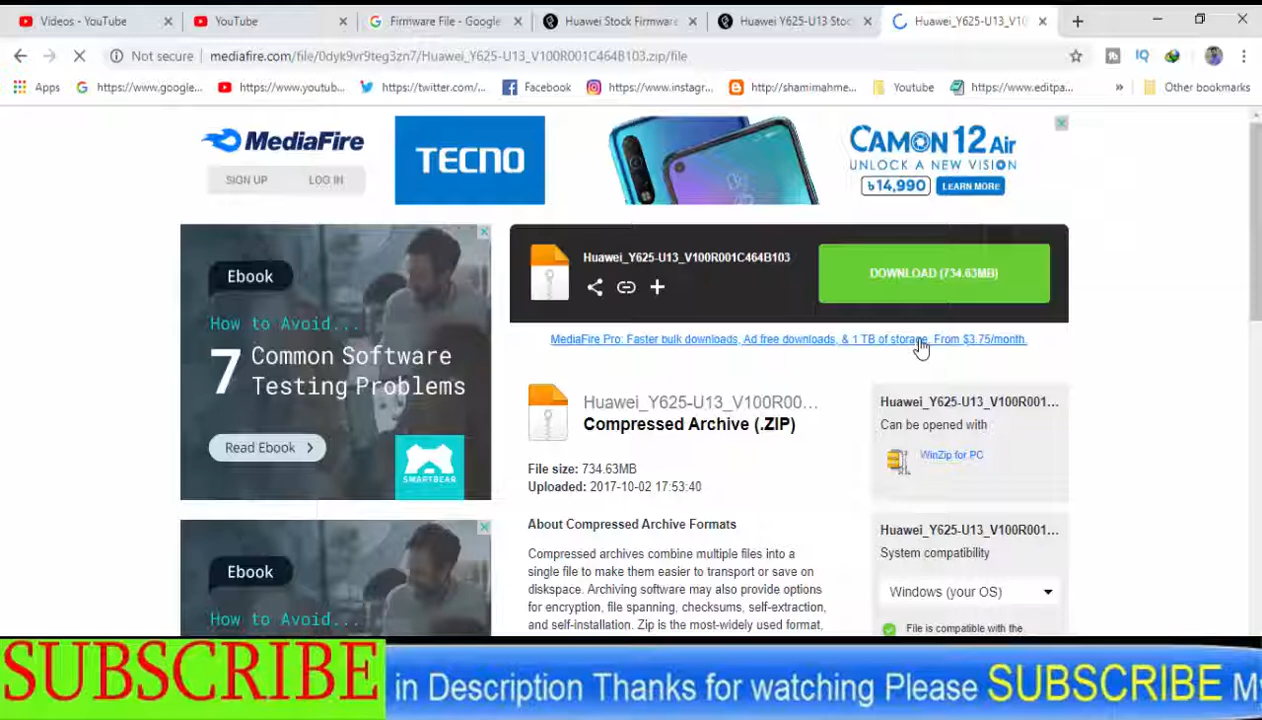 Videos - YouTube
YouTube
Firmware File - Google
Huawei Stock Firmware
Huawei Y625-U13 Stoc
Huawei_Y625-U13_V10
Not secure
mediafire.com/file/0dyk9vr9teg3zn7/Huawei_Y625-U13_V100R001C464B103.zip/file
Apps
https://www.google...
https://www.youtub...
https://twitter.com/...
Facebook
https://www.instagr...
http://shamimahme...
Youtube
https://www.editpa...
Other bookmarks
MediaFire
SIGN UP
LOG IN
TECNO
CAMON 12 Air
UNLOCK A NEW VISION
৳14,990
LEARN MORE
Ebook
How to Avoid...
7 Common Software
Testing Problems
Read Ebook
SMARTBEAR
Huawei_Y625-U13_V100R001C464B103
DOWNLOAD (734.63MB)
MediaFire Pro: Faster bulk downloads, Ad free downloads, & 1 TB of storage. From $3.75/month.
Huawei_Y625-U13_V100R00...
Compressed Archive (.ZIP)
File size: 734.63MB
Uploaded: 2017-10-02 17:53:40
About Compressed Archive Formats
Compressed archives combine multiple files into a
single file to make them easier to transport or save on
diskspace. Archiving software may also provide options
for encryption, file spanning, checksums, self-extraction,
and self-installation. Zip is the most-widely used format,
Huawei_Y625-U13_V100R001...
Can be opened with
WinZip for PC
Huawei_Y625-U13_V100R001...
System compatibility
Windows (your OS)
File is compatible with the
Ebook
How to Avoid...
SUBSCRIBE
in Description Thanks for watching Please SUBSCRIBE My